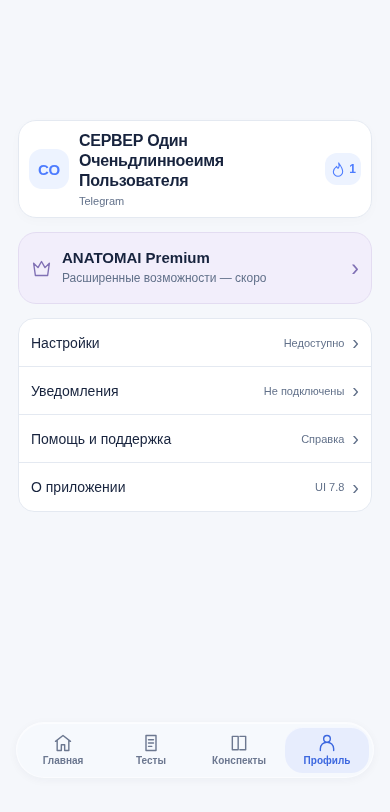 СЕРВЕР Один
Оченьдлинноеимя
Пользователя
Telegram
СО
1
ANATOMAI Premium
Расширенные возможности — скоро
Настройки
Недоступно
Уведомления
Не подключены
Помощь и поддержка
Справка
О приложении
UI 7.8
Главная
Тесты
Конспекты
Профиль